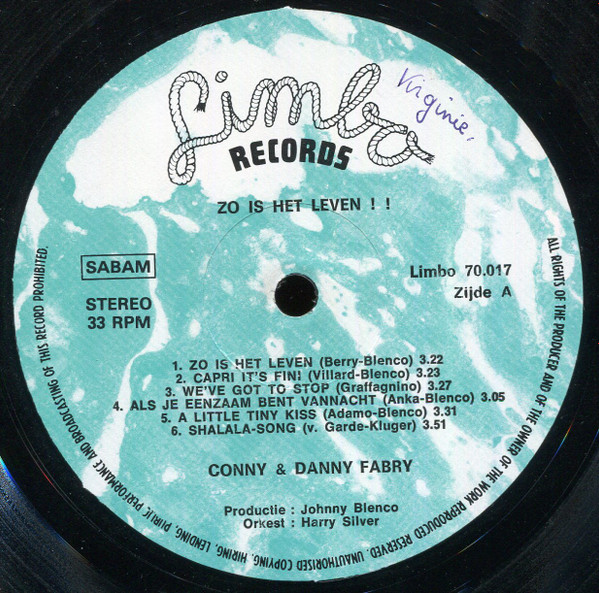 Limbo
Virginie.
RECORDS
ZO IS HET LEVEN ! !
SABAM
STEREO
33 RPM
Limbo 70.017
Zijde A
1. ZO IS HET LEVEN (Berry-Blenco) 3.22
2. CAPRI IT'S FINI (Villard-Blenco) 3.23
3. WE'VE GOT TO STOP (Graffagnino) 3.27
4. ALS JE EENZAAM BENT VANNACHT (Anka-Blenco) 3.05
5. A LITTLE TINY KISS (Adamo-Blenco) 3.31
6. SHALALA-SONG (v. Garde-Kluger) 3.51
CONNY & DANNY FABRY
Productie : Johnny Blenco
Orkest : Harry Silver
ALL RIGHTS OF THE PRODUCER AND OF THE OWNER OF THE WORK REPRODUCED RESERVED. UNAUTHORISED COPYING, HIRING, LENDING, PUBLIC PERFORMANCE AND BROADCASTING OF THIS RECORD PROHIBITED.